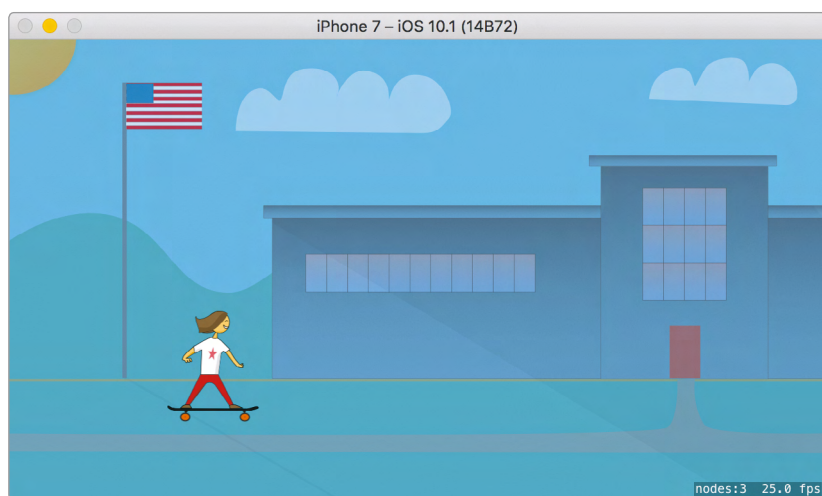 iPhone 7 – iOS 10.1 (14B72)
nodes:3 25.0 fps